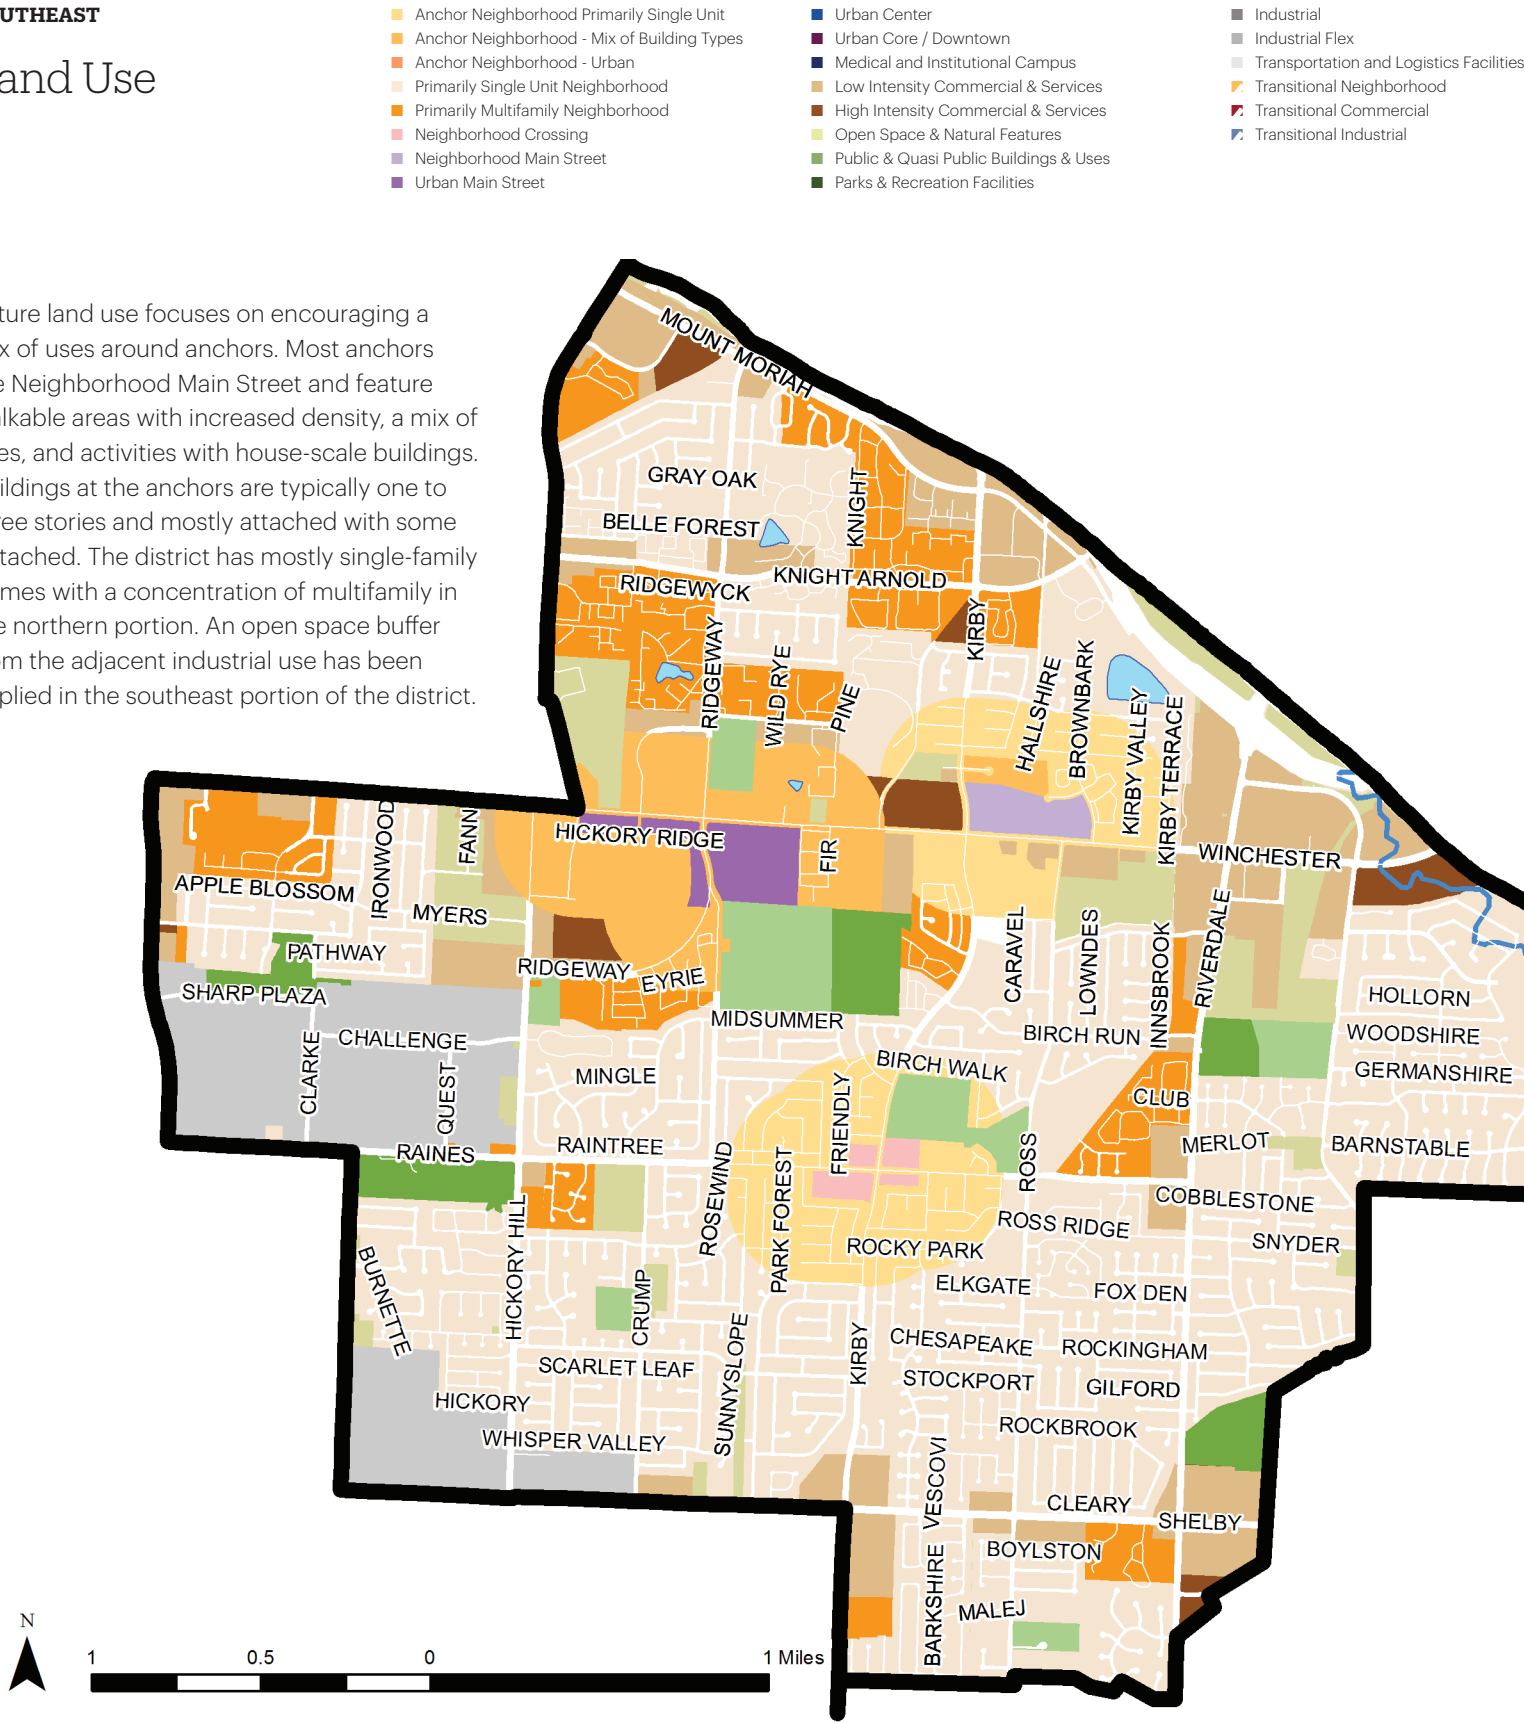 UTHEAST
and Use
Anchor Neighborhood Primarily Single Unit
Anchor Neighborhood - Mix of Building Types
Anchor Neighborhood - Urban
Primarily Single Unit Neighborhood
Primarily Multifamily Neighborhood
Neighborhood Crossing
Neighborhood Main Street
Urban Main Street
Urban Center
Urban Core / Downtown
Medical and Institutional Campus
Low Intensity Commercial & Services
High Intensity Commercial & Services
Open Space & Natural Features
Public & Quasi Public Buildings & Uses
Parks & Recreation Facilities
Industrial
Industrial Flex
Transportation and Logistics Facilities
Transitional Neighborhood
Transitional Commercial
Transitional Industrial
ture land use focuses on encouraging a
x of uses around anchors. Most anchors
e Neighborhood Main Street and feature
alkable areas with increased density, a mix of
es, and activities with house-scale buildings.
ildings at the anchors are typically one to
ree stories and mostly attached with some
tached. The district has mostly single-family
mes with a concentration of multifamily in
e northern portion. An open space buffer
om the adjacent industrial use has been
plied in the southeast portion of the district.
MOUNT MORIAH
GRAY OAK
KNIGHT
BELLE FOREST
KNIGHT ARNOLD
RIDGEWYCK
KIRBY
RIDGEWAY
WILD RYE
PINE
HALLSHIRE
BROWNBARK
KIRBY VALLEY
KIRBY TERRACE
HICKORY RIDGE
FIR
WINCHESTER
IRONWOOD
FANN
APPLE BLOSSOM
MYERS
PATHWAY
RIDGEWAY
EYRIE
CARAVEL
LOWNDES
INNSBROOK
RIVERDALE
SHARP PLAZA
HOLLORN
MIDSUMMER
BIRCH RUN
WOODSHIRE
CHALLENGE
CLARKE
QUEST
MINGLE
BIRCH WALK
GERMANSHIRE
FRIENDLY
CLUB
RAINES
RAINTREE
ROSS
MERLOT
BARNSTABLE
ROSEWIND
PARK FOREST
COBBLESTONE
ROSS RIDGE
SNYDER
HICKORY HILL
ROCKY PARK
BURNETTE
CRUMP
ELKGATE
FOX DEN
SUNNYSLOPE
KIRBY
CHESAPEAKE
ROCKINGHAM
SCARLET LEAF
STOCKPORT
GILFORD
HICKORY
ROCKBROOK
WHISPER VALLEY
VESCOVI
CLEARY
SHELBY
BOYLSTON
BARKSHIRE
MALEJ
N
1 0.5 0 1 Miles